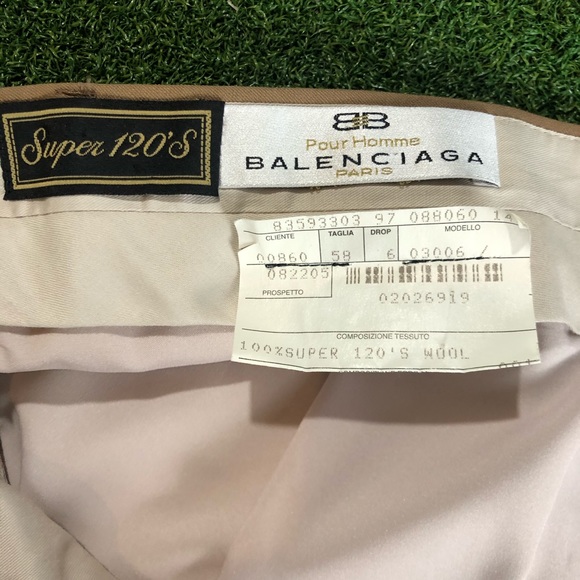 Super 120'S
BB
Pour Homme
BALENCIAGA
PARIS
83593303 97 088060 14
CLIENTE TAGLIA DROP MODELLO
00860 58 6 03006 /
082205
PROSPETTO
02026919
COMPOSIZIONE TESSUTO
100%SUPER 120'S WOOL